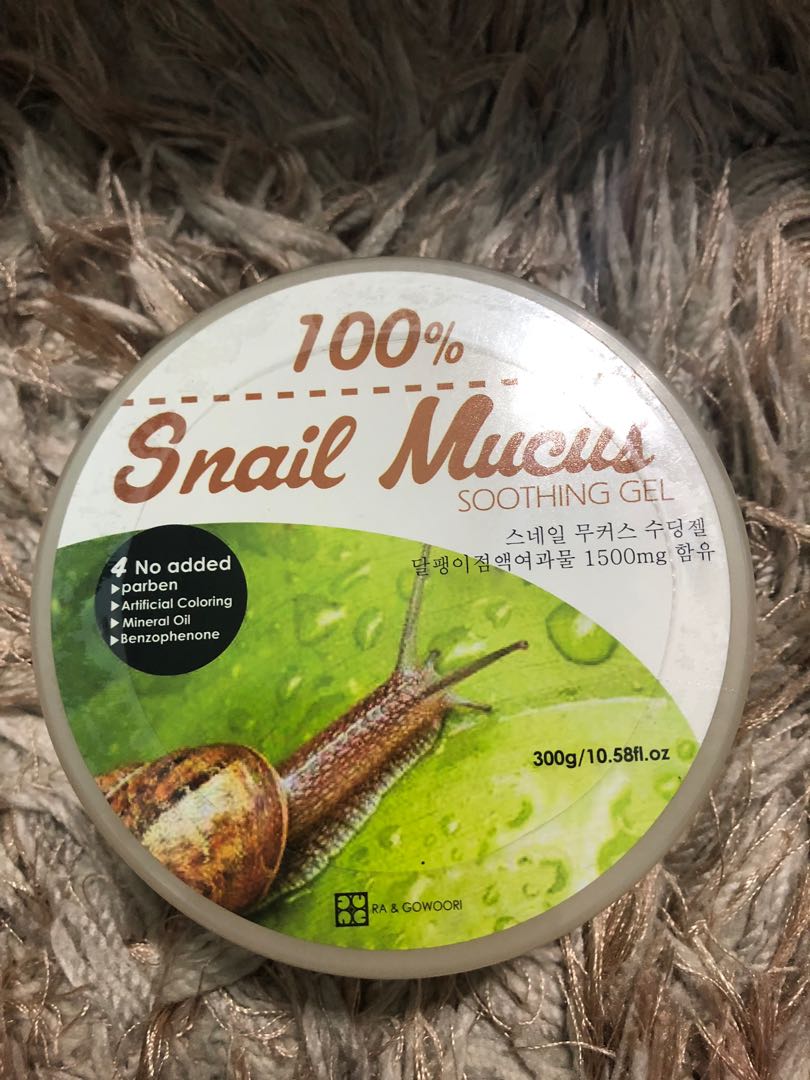 100%
Snail Mucus
SOOTHING GEL
스네일 무커스 수딩젤
달팽이점액여과물 1500mg 함유
4 No added
▶parben
▶Artificial Coloring
▶Mineral Oil
▶Benzophenone
300g/10.58fl.oz
RA & GOWOORI